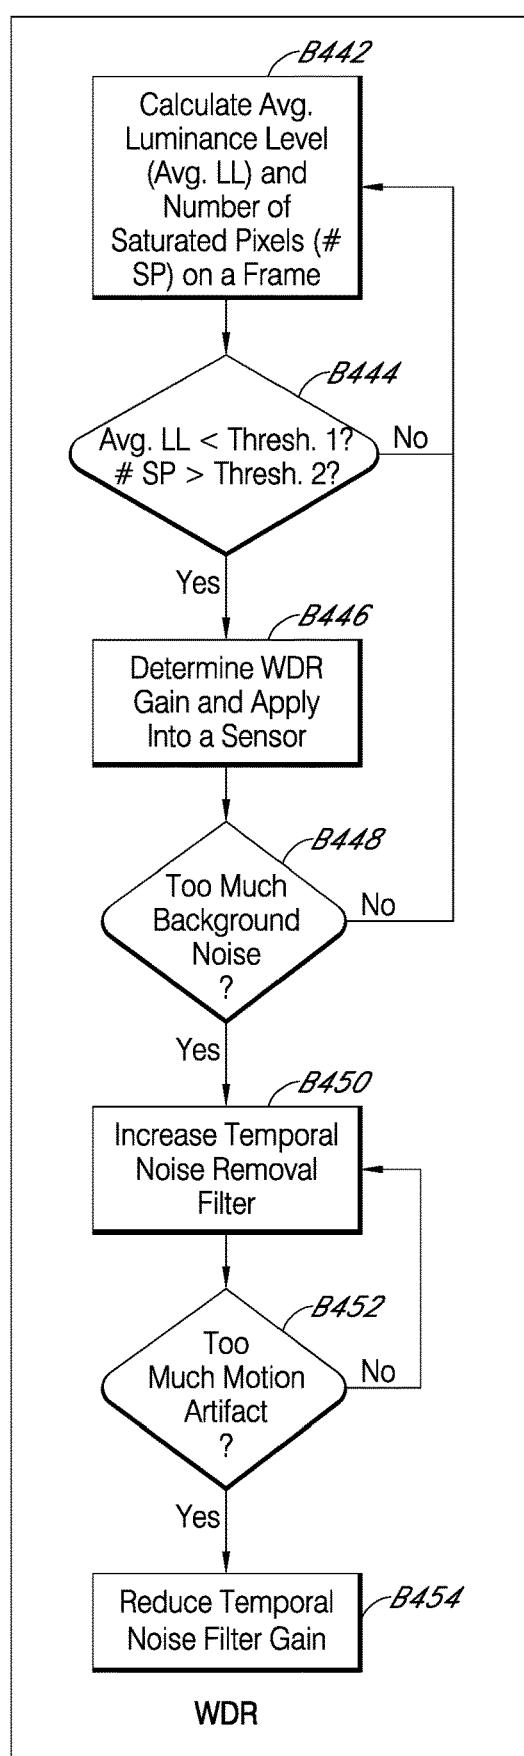 B442
Calculate Avg.
Luminance Level
(Avg. LL) and
Number of
Saturated Pixels (#
SP) on a Frame
B444
Avg. LL < Thresh. 1?
# SP > Thresh. 2?
No
Yes
B446
Determine WDR
Gain and Apply
Into a Sensor
B448
Too Much
Background
Noise
?
No
Yes
B450
Increase Temporal
Noise Removal
Filter
B452
Too
Much Motion
Artifact
?
No
Yes
B454
Reduce Temporal
Noise Filter Gain
WDR